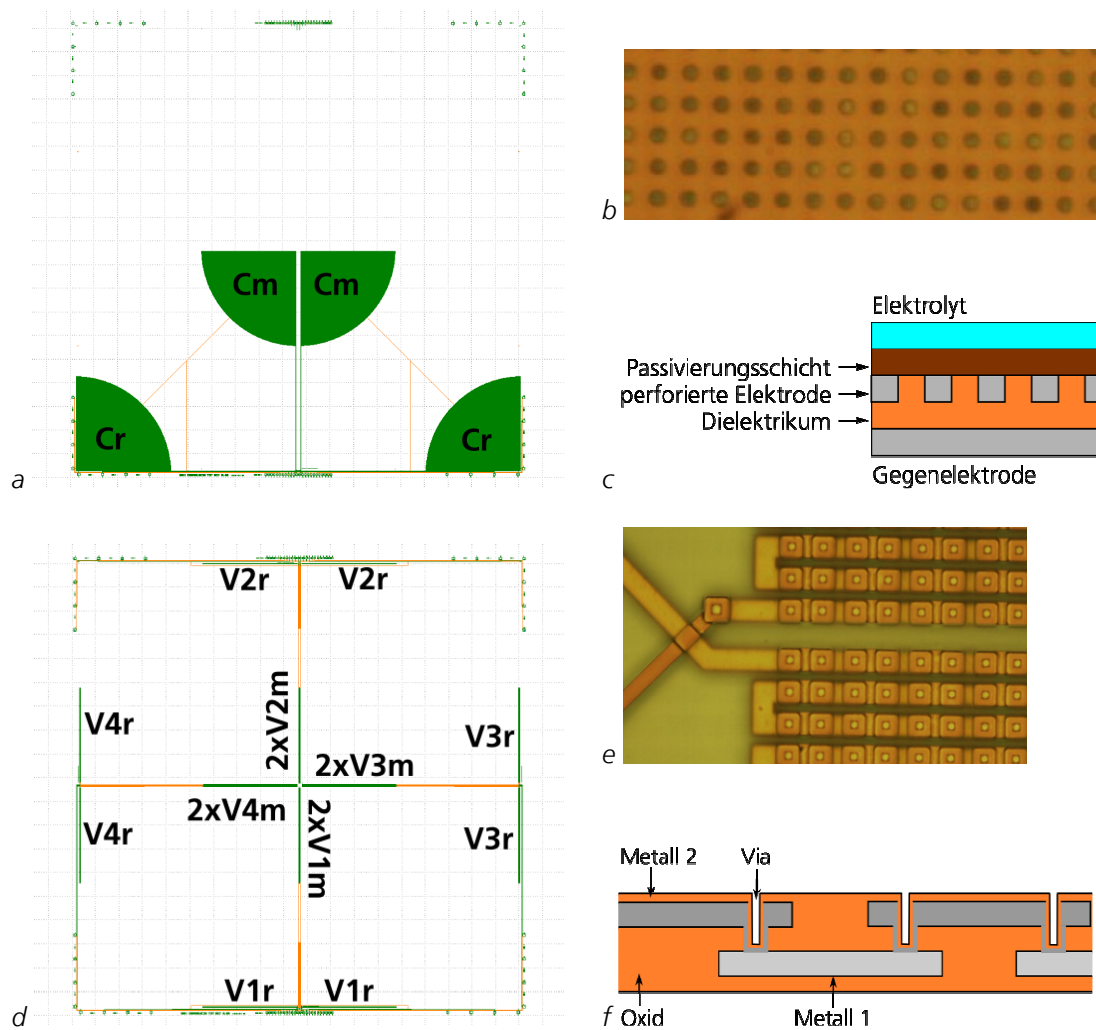 Cm Cm
Cr Cr
a
b
Elektrolyt
Passivierungsschicht
perforierte Elektrode
Dielektrikum
Gegenelektrode
c
V2r V2r
2xV2m
V4r V3r
2xV3m
2xV4m
2xV1m
V4r V3r
V1r V1r
d
e
Metall 2 Via
f Oxid Metall 1